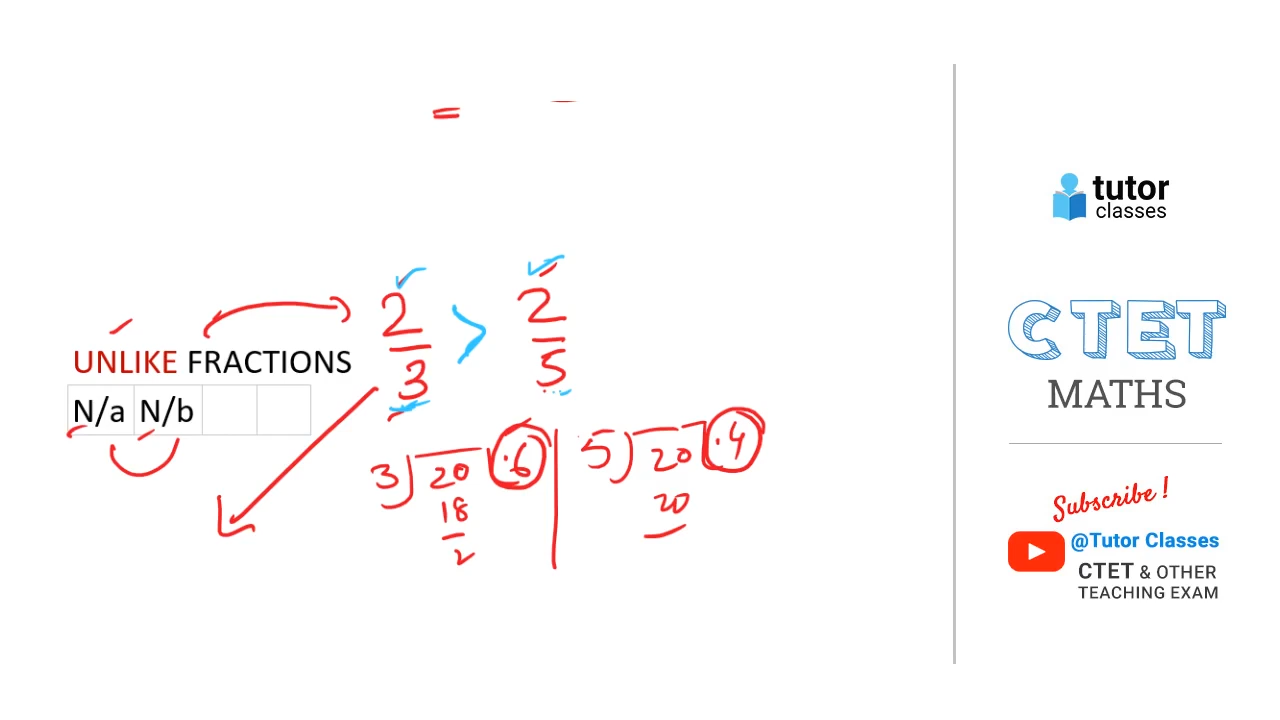 =
2/3 > 2/5
UNLIKE FRACTIONS
N/a N/b
3)20 .6
18
2
5)20 .4
20
tutor
classes
CTET
MATHS
Subscribe !
@Tutor Classes
CTET & OTHER
TEACHING EXAM